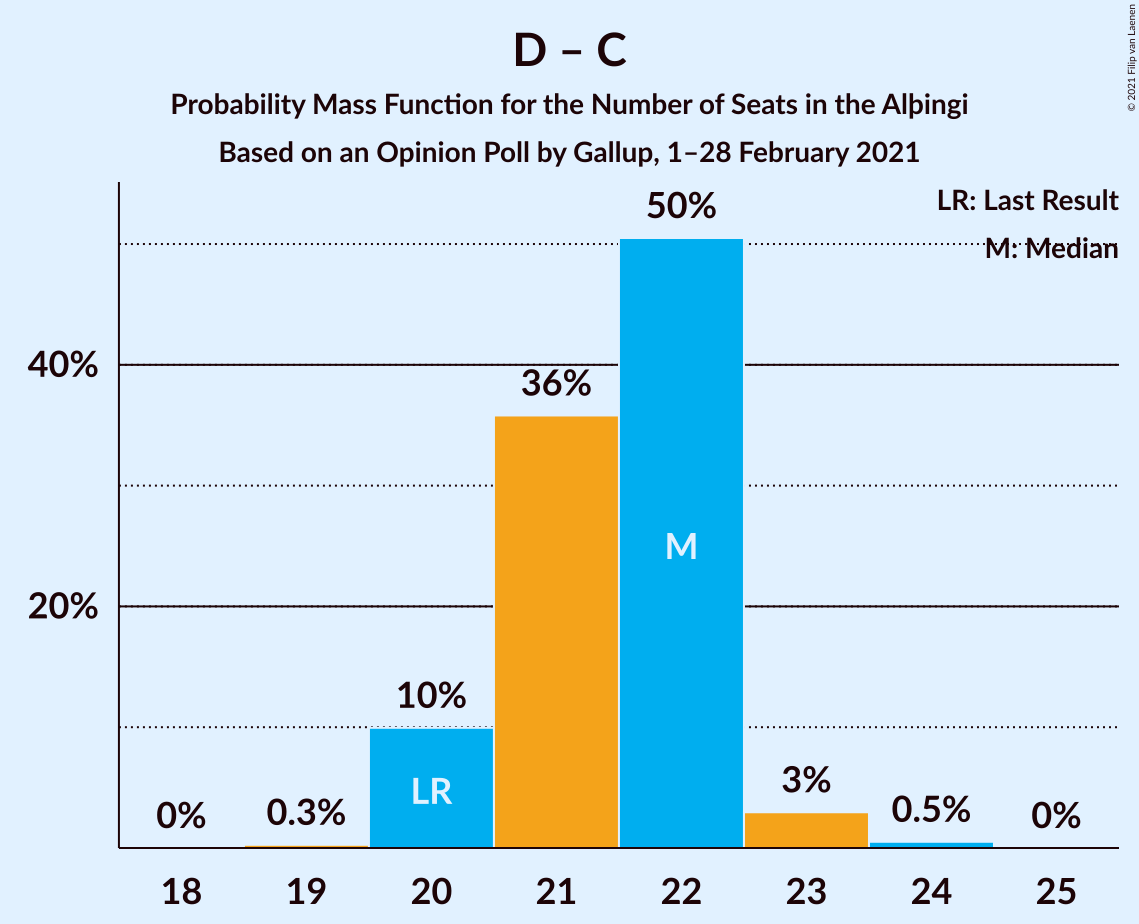 D – C
Probability Mass Function for the Number of Seats in the Alþingi
Based on an Opinion Poll by Gallup, 1–28 February 2021
© 2021 Filip van Laenen
LR: Last Result
M: Median
50%
40%
36%
M
20%
10%
LR
3%
0%
0.3%
0.5%
0%
18 19 20 21 22 23 24 25